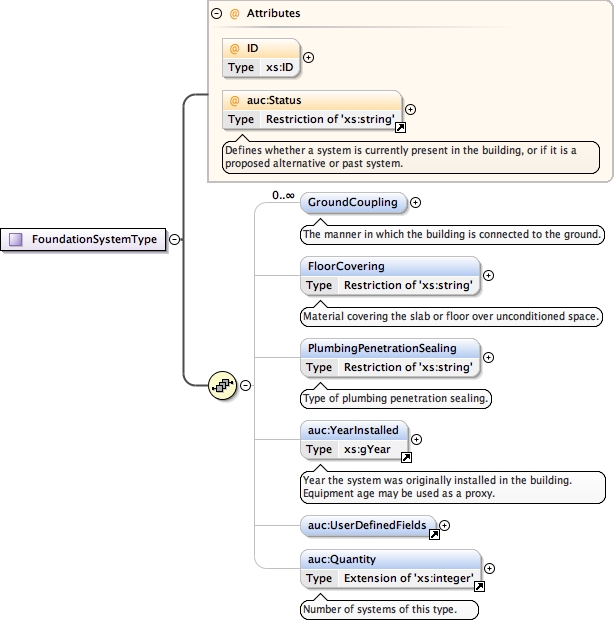 @ Attributes
@ ID
Type xs:ID
@ auc:Status
Type Restriction of 'xs:string'
Defines whether a system is currently present in the building, or if it is a
proposed alternative or past system.
FoundationSystemType
0..∞
GroundCoupling
The manner in which the building is connected to the ground.
FloorCovering
Type Restriction of 'xs:string'
Material covering the slab or floor over unconditioned space.
PlumbingPenetrationSealing
Type Restriction of 'xs:string'
Type of plumbing penetration sealing.
auc:YearInstalled
Type xs:gYear
Year the system was originally installed in the building.
Equipment age may be used as a proxy.
auc:UserDefinedFields
auc:Quantity
Type Extension of 'xs:integer'
Number of systems of this type.